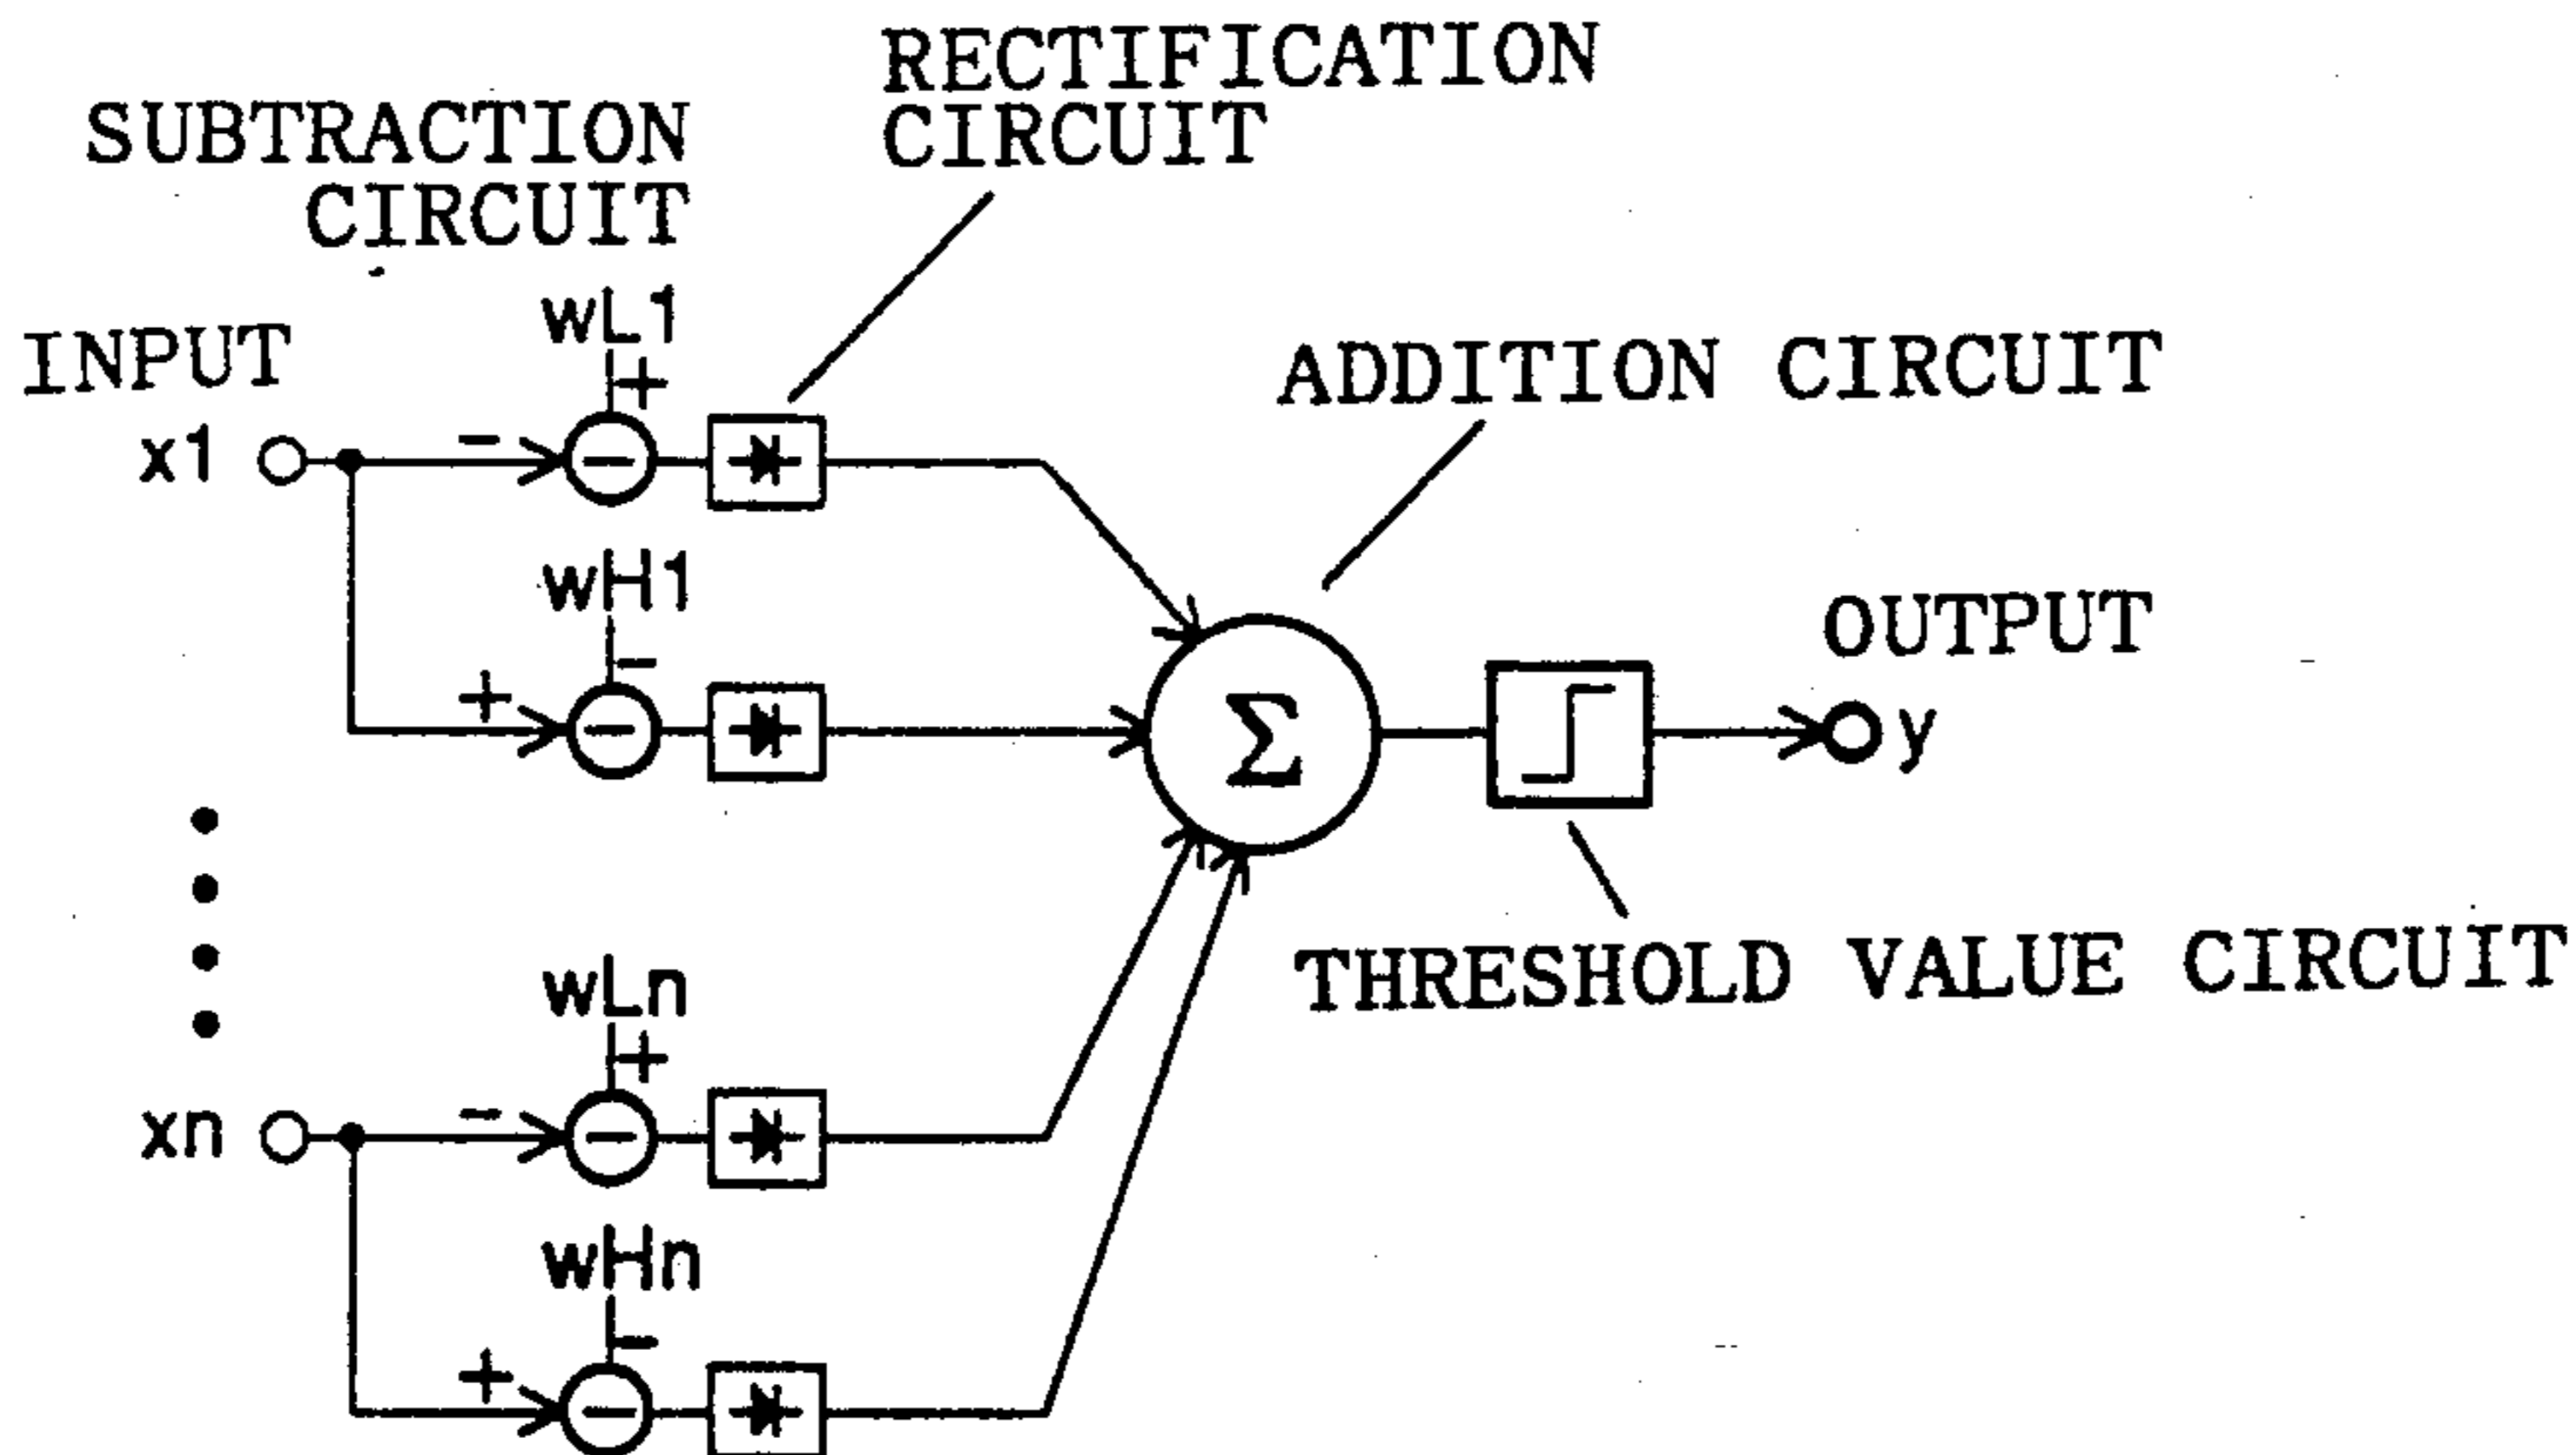 RECTIFICATION
CIRCUIT
SUBTRACTION
CIRCUIT
wL1
+
INPUT
ADDITION CIRCUIT
x1
-
-
wH1
-
OUTPUT
+
-
Σ
y
THRESHOLD VALUE CIRCUIT
wLn
+
xn
-
-
wHn
-
+
-